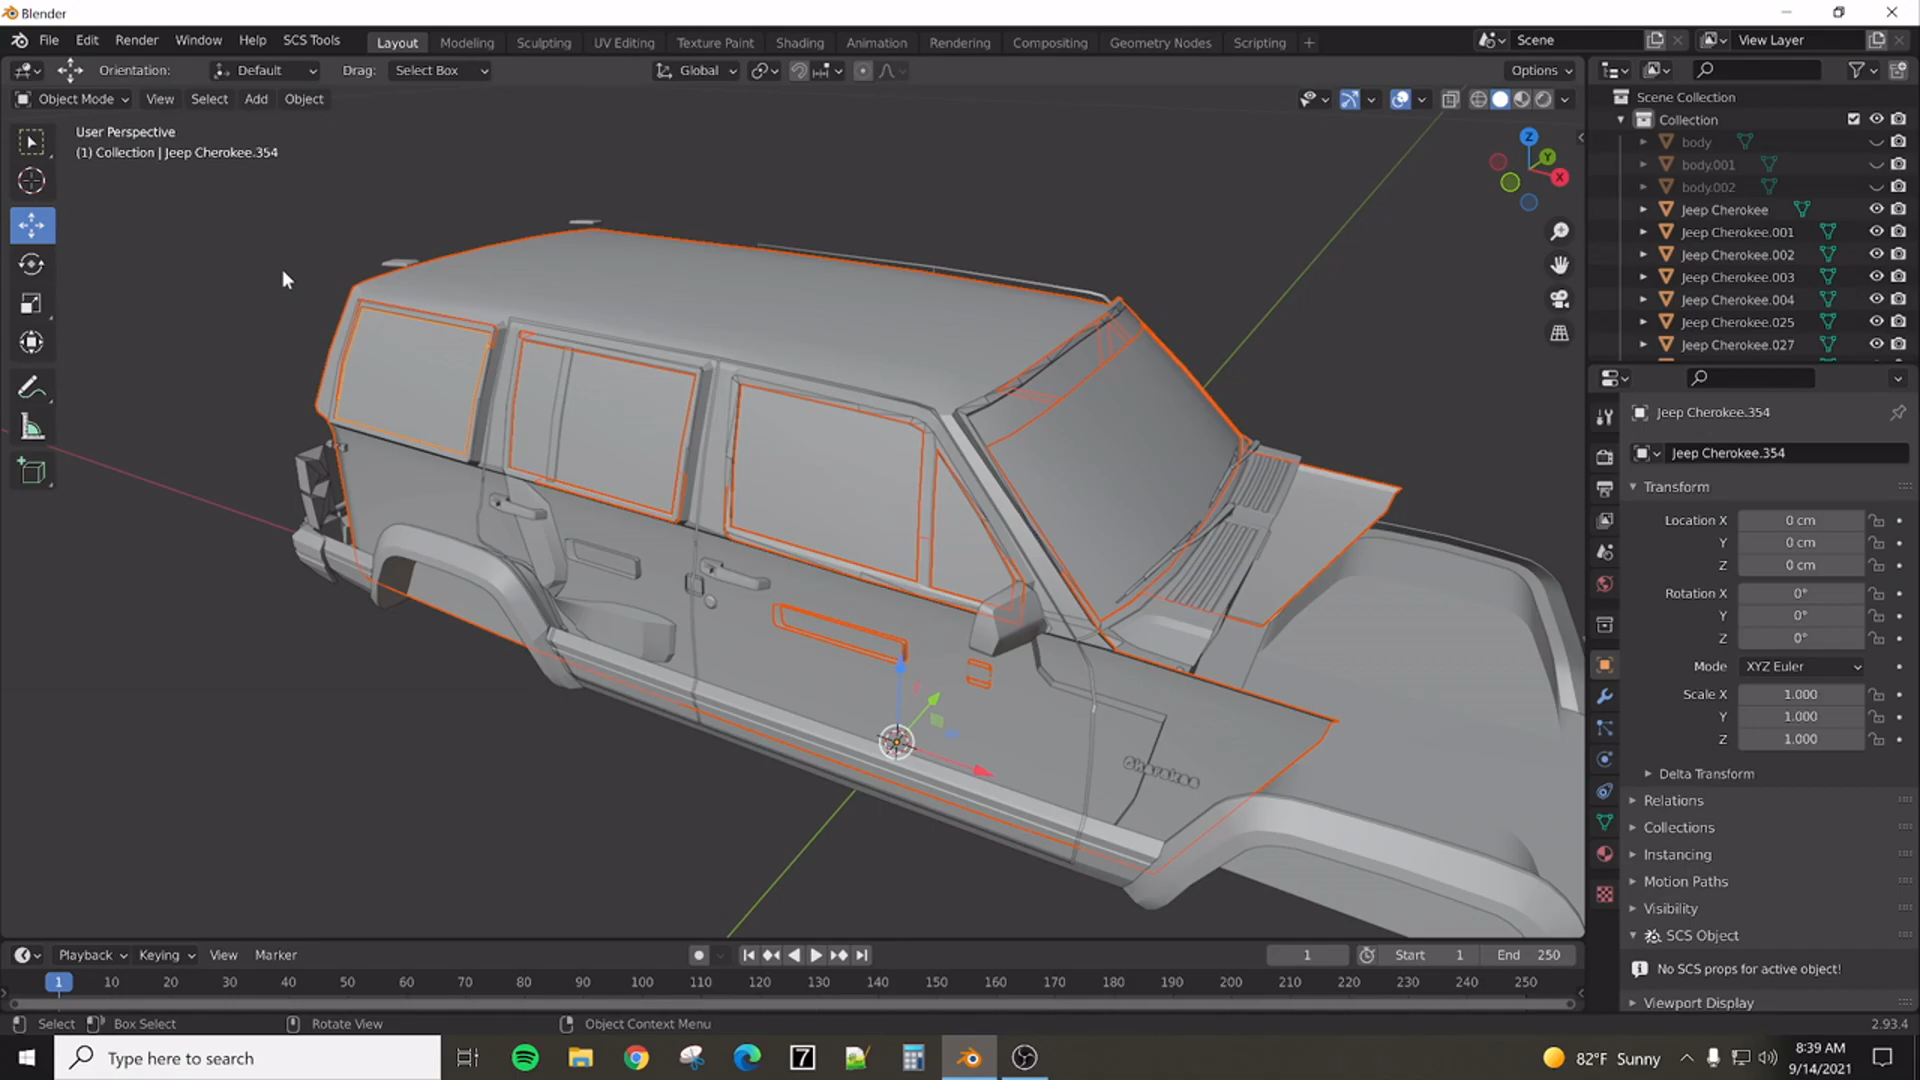 Blender
File Edit Render Window Help SCS Tools Layout Modeling Sculpting UV Editing Texture Paint Shading Animation Rendering Compositing Geometry Nodes Scripting + Scene View Layer
Orientation: Default Drag: Select Box Global Options
Object Mode View Select Add Object
User Perspective
(1) Collection | Jeep Cherokee.354
Z
Y
X
Cherokee
Scene Collection
Collection
body
body.001
body.002
Jeep Cherokee
Jeep Cherokee.001
Jeep Cherokee.002
Jeep Cherokee.003
Jeep Cherokee.004
Jeep Cherokee.025
Jeep Cherokee.027
Jeep Cherokee.354
Jeep Cherokee.354
Transform
Location X 0 cm
Y 0 cm
Z 0 cm
Rotation X 0°
Y 0°
Z 0°
Mode XYZ Euler
Scale X 1.000
Y 1.000
Z 1.000
Delta Transform
Relations
Collections
Instancing
Motion Paths
Visibility
SCS Object
No SCS props for active object!
Viewport Display
Playback Keying View Marker 1 Start 1 End 250
1 10 20 30 40 50 60 70 80 90 100 110 120 130 140 150 160 170 180 190 200 210 220 230 240 250
Select Box Select Rotate View Object Context Menu 2.93.4
Type here to search 7 82°F Sunny 8:39 AM
9/14/2021